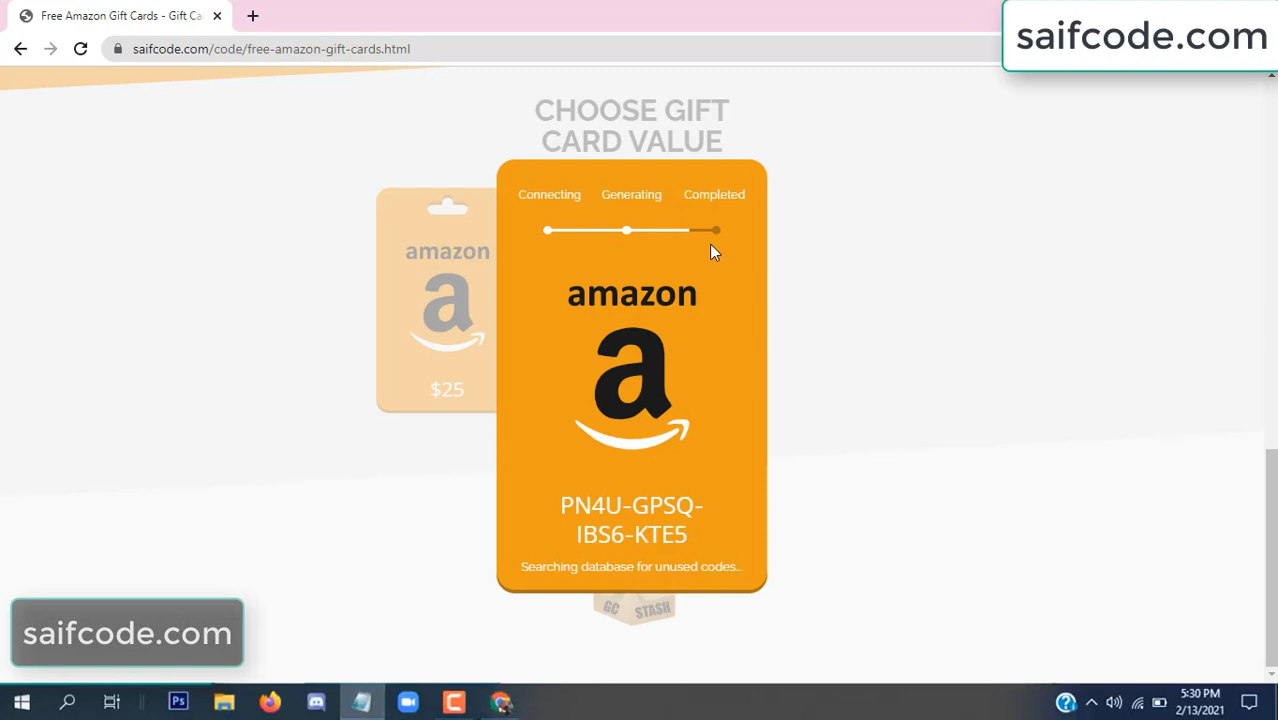 Free Amazon Gift Cards - Gift Ca
saifcode.com/code/free-amazon-gift-cards.html
saifcode.com
CHOOSE GIFT
CARD VALUE
Connecting Generating Completed
amazon
a
$25
amazon
a
PN4U-GPSQ-
IBS6-KTE5
Searching database for unused codes...
GC STASH
saifcode.com
Ps
5:30 PM
2/13/2021